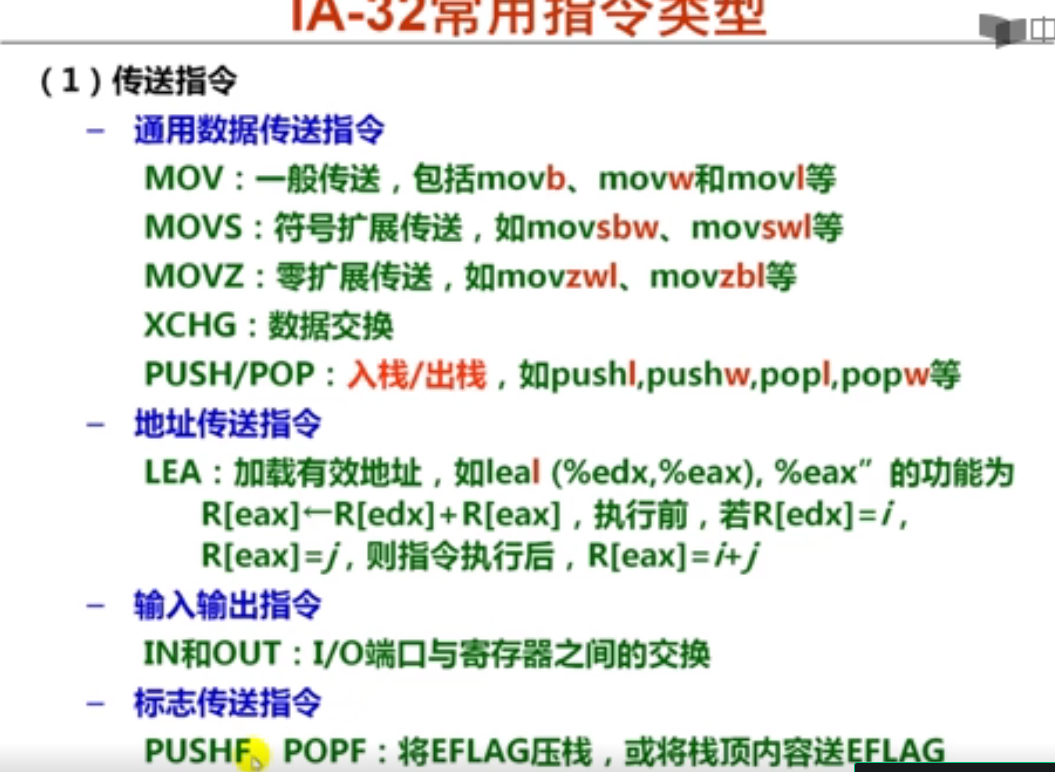 IA-32常用指令类型
中
（1）传送指令
– 通用数据传送指令
MOV：一般传送，包括movb、movw和movl等
MOVS：符号扩展传送，如movsbw、movswl等
MOVZ：零扩展传送，如movzwl、movzbl等
XCHG：数据交换
PUSH/POP：入栈/出栈，如pushl,pushw,popl,popw等
– 地址传送指令
LEA：加载有效地址，如leal (%edx,%eax), %eax”的功能为
R[eax]←R[edx]+R[eax]，执行前，若R[edx]=i，
R[eax]=j，则指令执行后，R[eax]=i+j
– 输入输出指令
IN和OUT：I/O端口与寄存器之间的交换
– 标志传送指令
PUSHF、POPF：将EFLAG压栈，或将栈顶内容送EFLAG